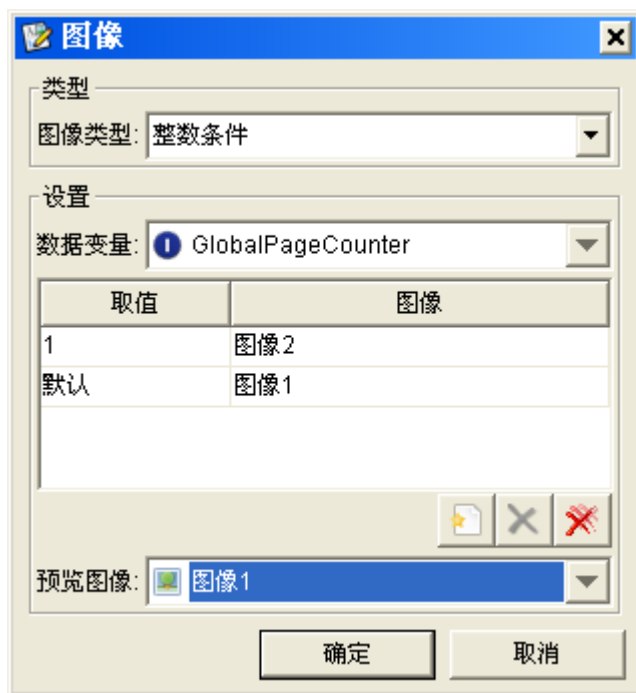 图像
类型
图像类型: 整数条件
设置
数据变量: GlobalPageCounter
取值 图像
1 图像2
默认 图像1
预览图像: 图像1
确定 取消